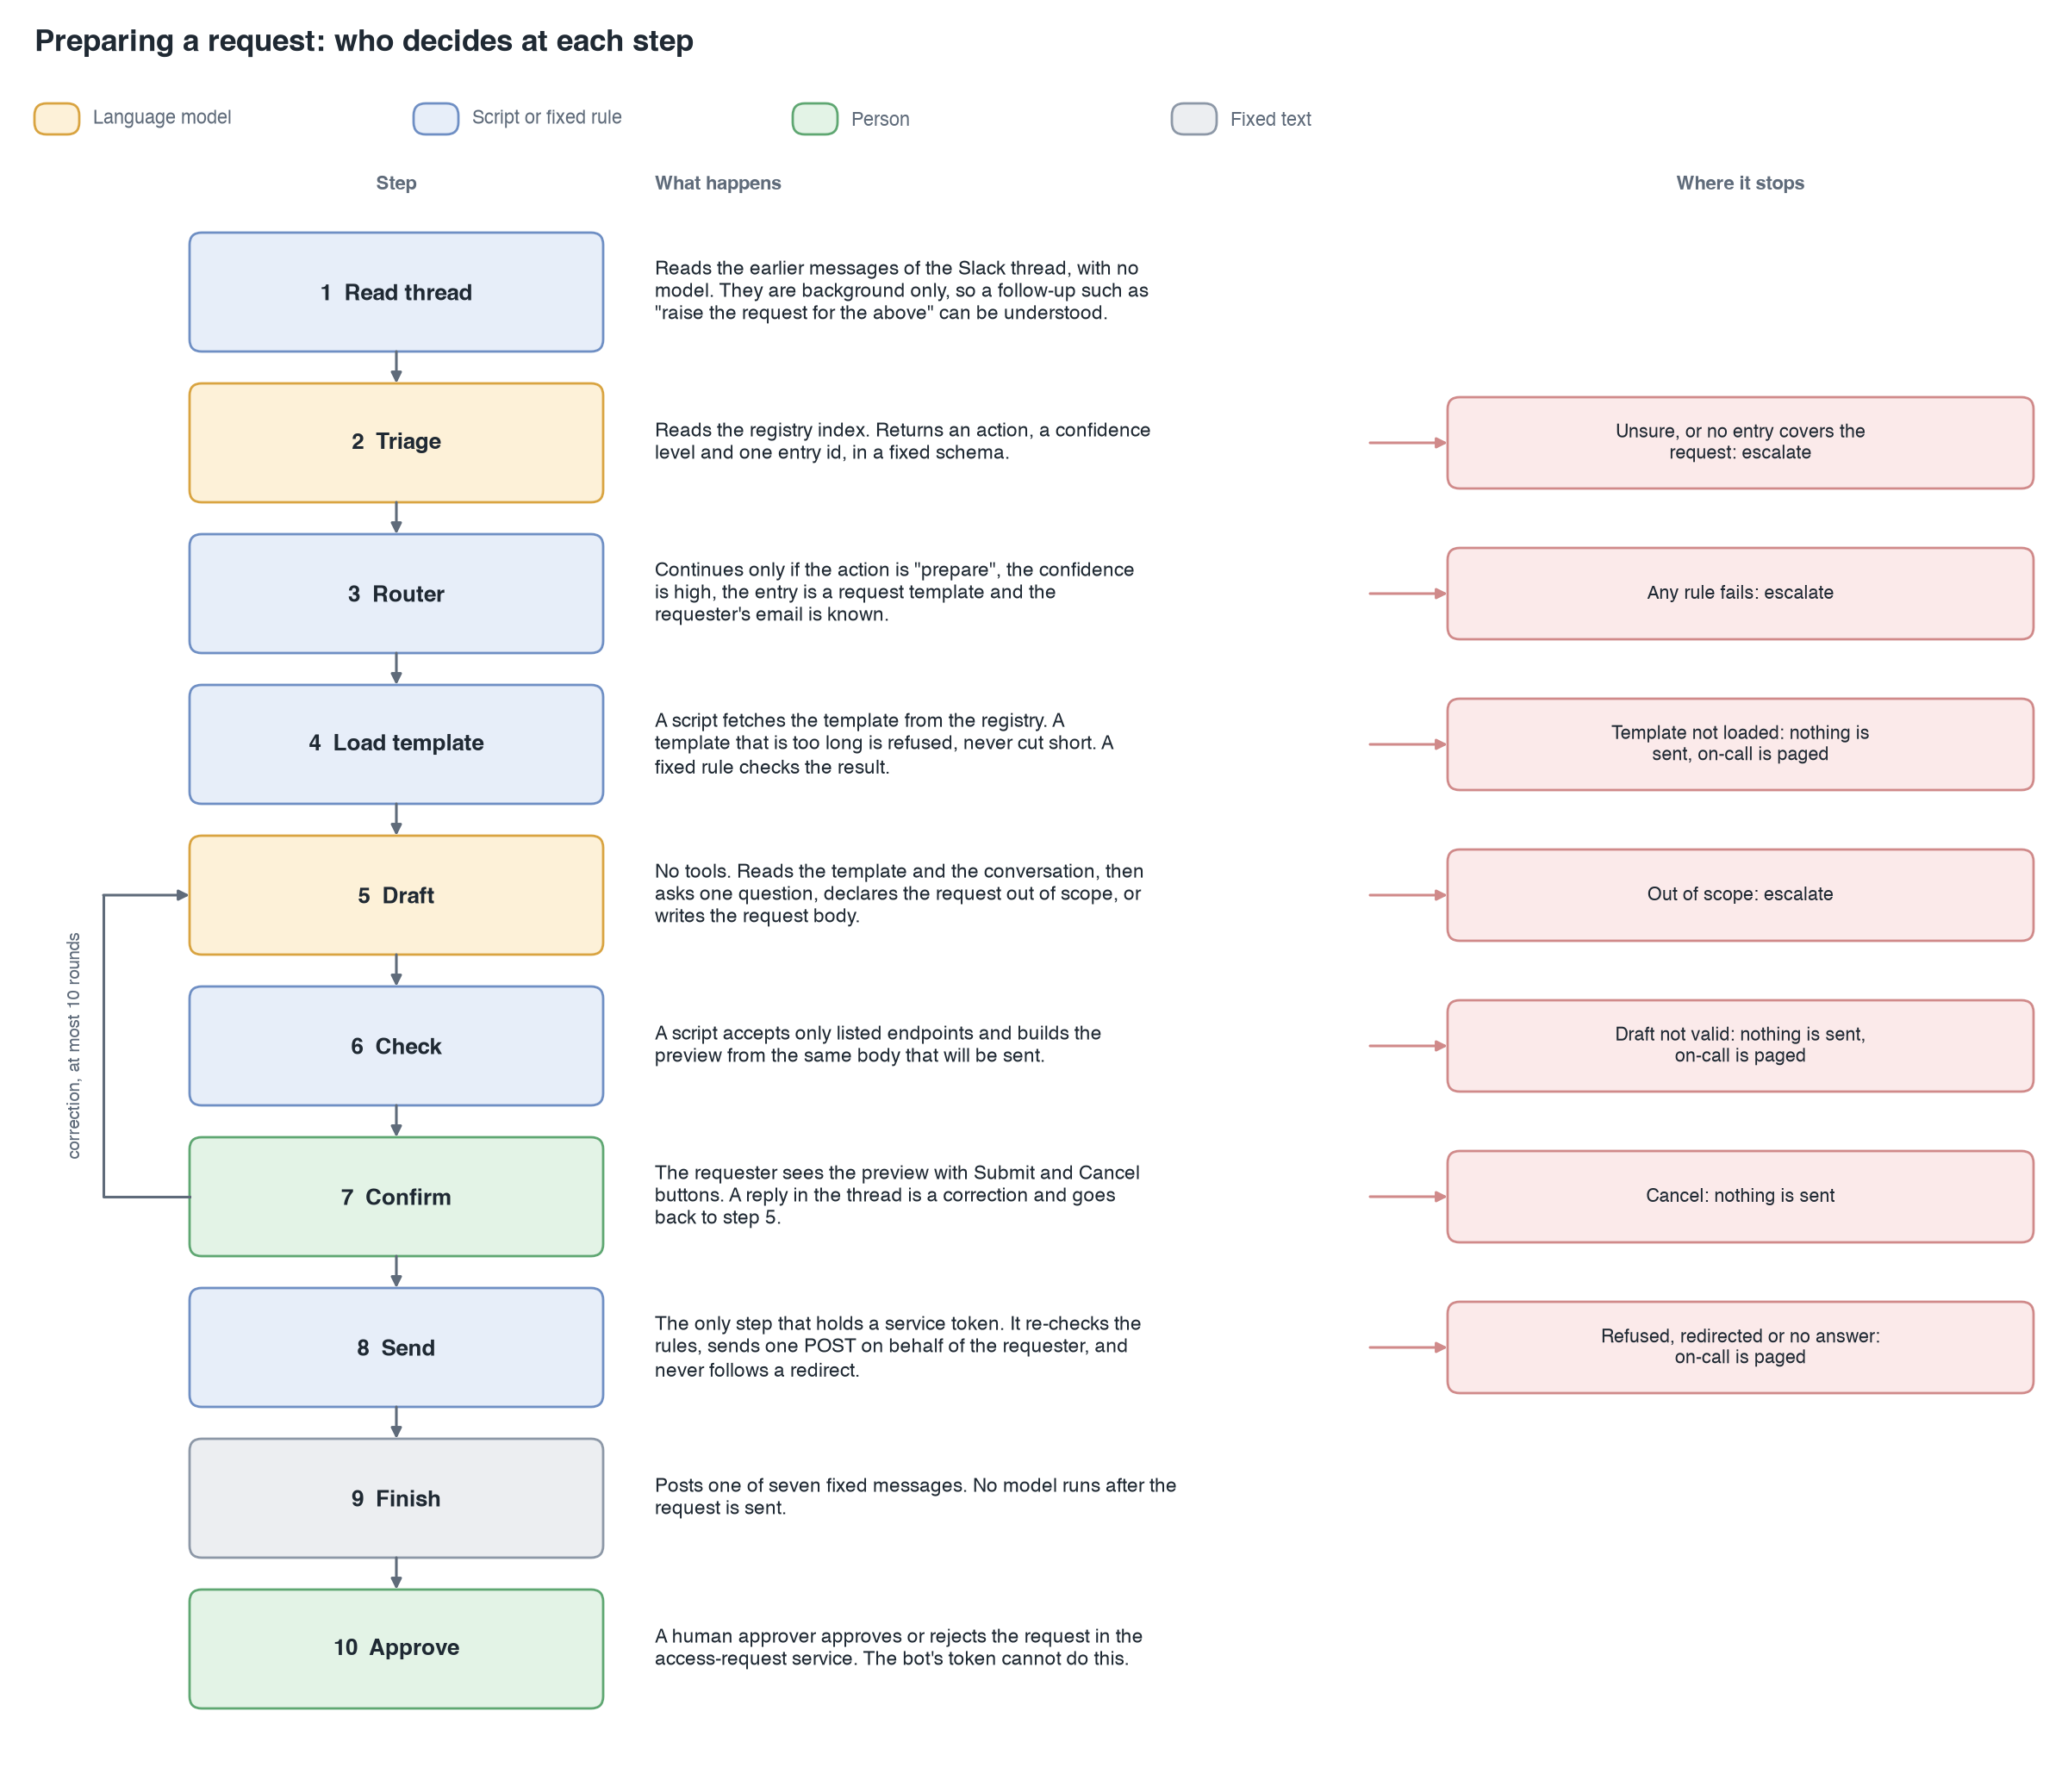 Preparing a request: who decides at each step
Language model
Script or fixed rule
Person
Fixed text
Step
What happens
Where it stops
1 Read thread
Reads the earlier messages of the Slack thread, with no
model. They are background only, so a follow-up such as
"raise the request for the above" can be understood.
2 Triage
Reads the registry index. Returns an action, a confidence
level and one entry id, in a fixed schema.
Unsure, or no entry covers the
request: escalate
3 Router
Continues only if the action is "prepare", the confidence
is high, the entry is a request template and the
requester's email is known.
Any rule fails: escalate
4 Load template
A script fetches the template from the registry. A
template that is too long is refused, never cut short. A
fixed rule checks the result.
Template not loaded: nothing is
sent, on-call is paged
5 Draft
No tools. Reads the template and the conversation, then
asks one question, declares the request out of scope, or
writes the request body.
Out of scope: escalate
correction, at most 10 rounds
6 Check
A script accepts only listed endpoints and builds the
preview from the same body that will be sent.
Draft not valid: nothing is sent,
on-call is paged
7 Confirm
The requester sees the preview with Submit and Cancel
buttons. A reply in the thread is a correction and goes
back to step 5.
Cancel: nothing is sent
8 Send
The only step that holds a service token. It re-checks the
rules, sends one POST on behalf of the requester, and
never follows a redirect.
Refused, redirected or no answer:
on-call is paged
9 Finish
Posts one of seven fixed messages. No model runs after the
request is sent.
10 Approve
A human approver approves or rejects the request in the
access-request service. The bot's token cannot do this.